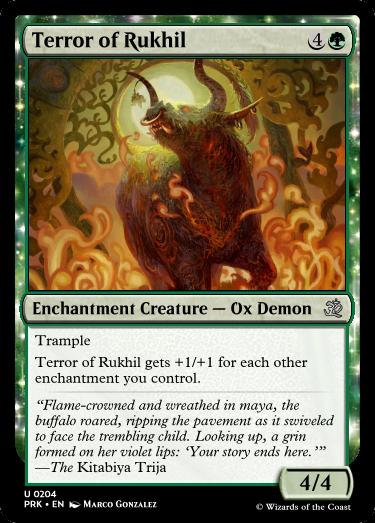 Terror of Rukhil 4
Enchantment Creature — Ox Demon
Trample
Terror of Rukhil gets +1/+1 for each other
enchantment you control.
“Flame-crowned and wreathed in maya, the
buffalo roared, ripping the pavement as it swiveled
to face the trembling child. Looking up, a grin
formed on her violet lips: ‘Your story ends here.’”
—The Kitabiya Trija
4/4
U 0204
PRK • EN Marco Gonzalez
© Wizards of the Coast